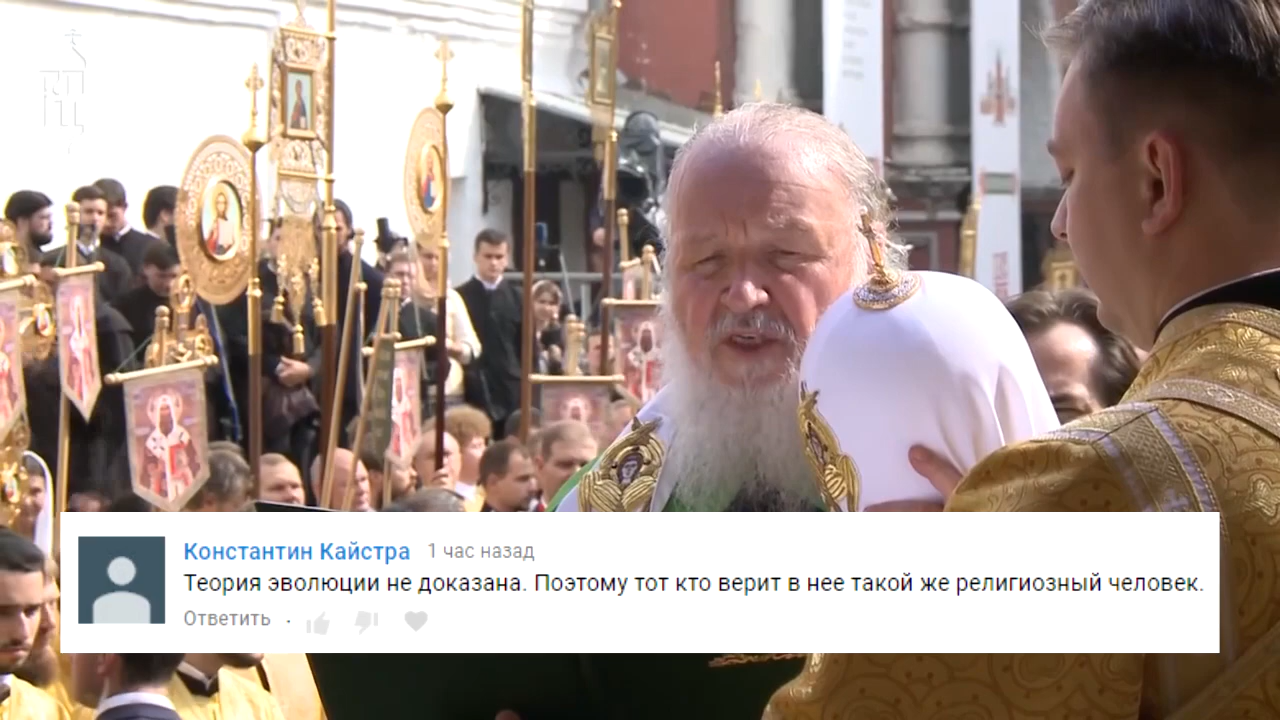 РПЦ
Константин Кайстра 1 час назад
Теория эволюции не доказана. Поэтому тот кто верит в нее такой же религиозный человек.
Ответить ·